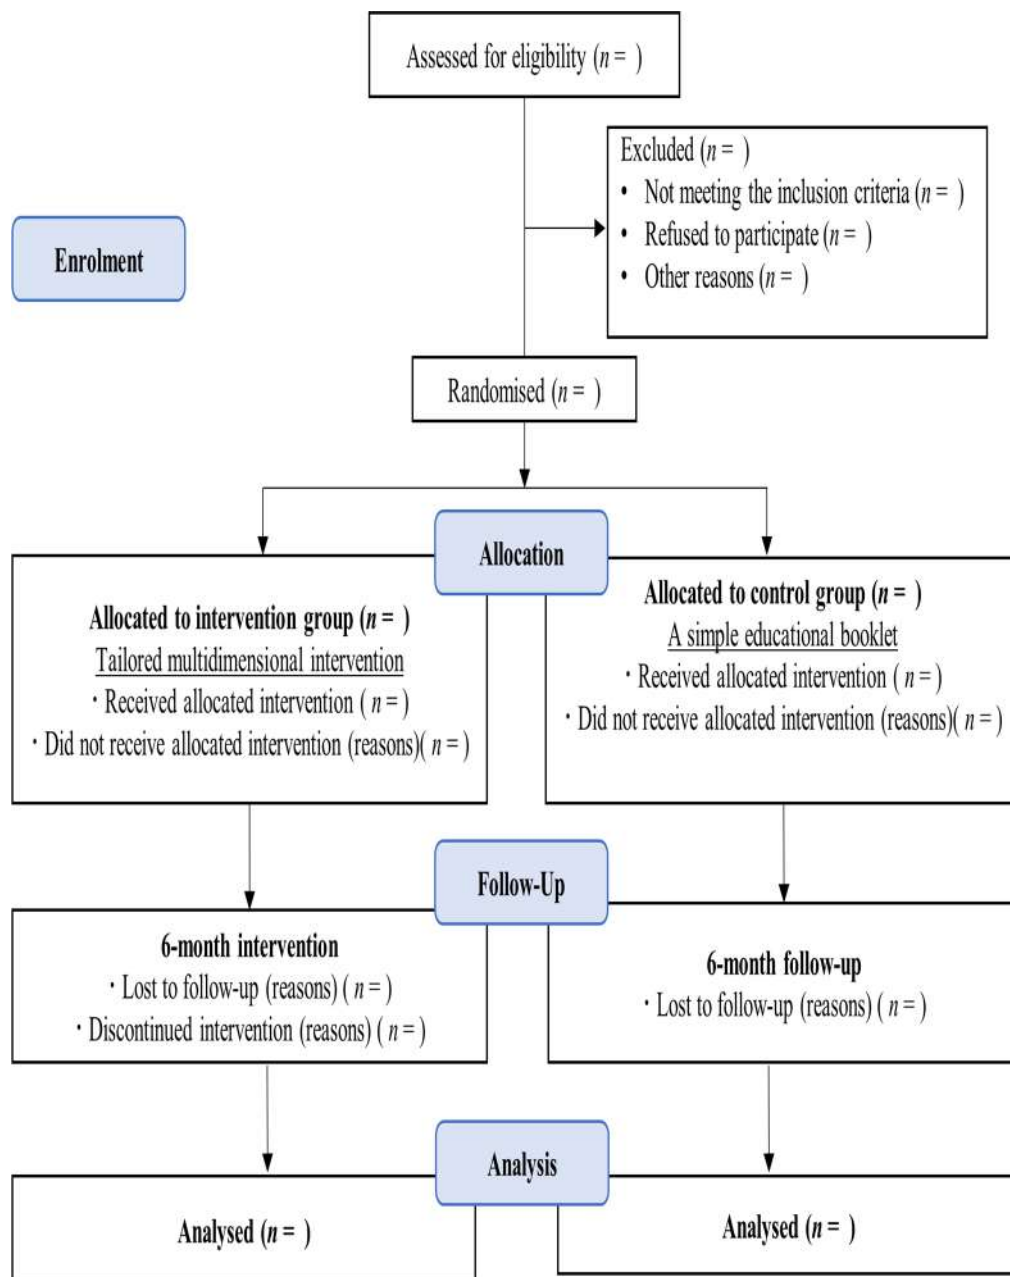 Assessed for eligibility (n = )
Excluded (n = )
• Not meeting the inclusion criteria (n = )
• Refused to participate (n = )
• Other reasons (n = )
Enrolment
Randomised (n = )
Allocation
Allocated to intervention group (n = )
Tailored multidimensional intervention
· Received allocated intervention ( n = )
· Did not receive allocated intervention (reasons)( n = )
Allocated to control group (n = )
A simple educational booklet
· Received allocated intervention ( n = )
· Did not receive allocated intervention (reasons)( n = )
Follow-Up
6-month intervention
· Lost to follow-up (reasons) ( n = )
· Discontinued intervention (reasons) ( n = )
6-month follow-up
· Lost to follow-up (reasons) ( n = )
Analysis
Analysed (n = )
Analysed (n = )